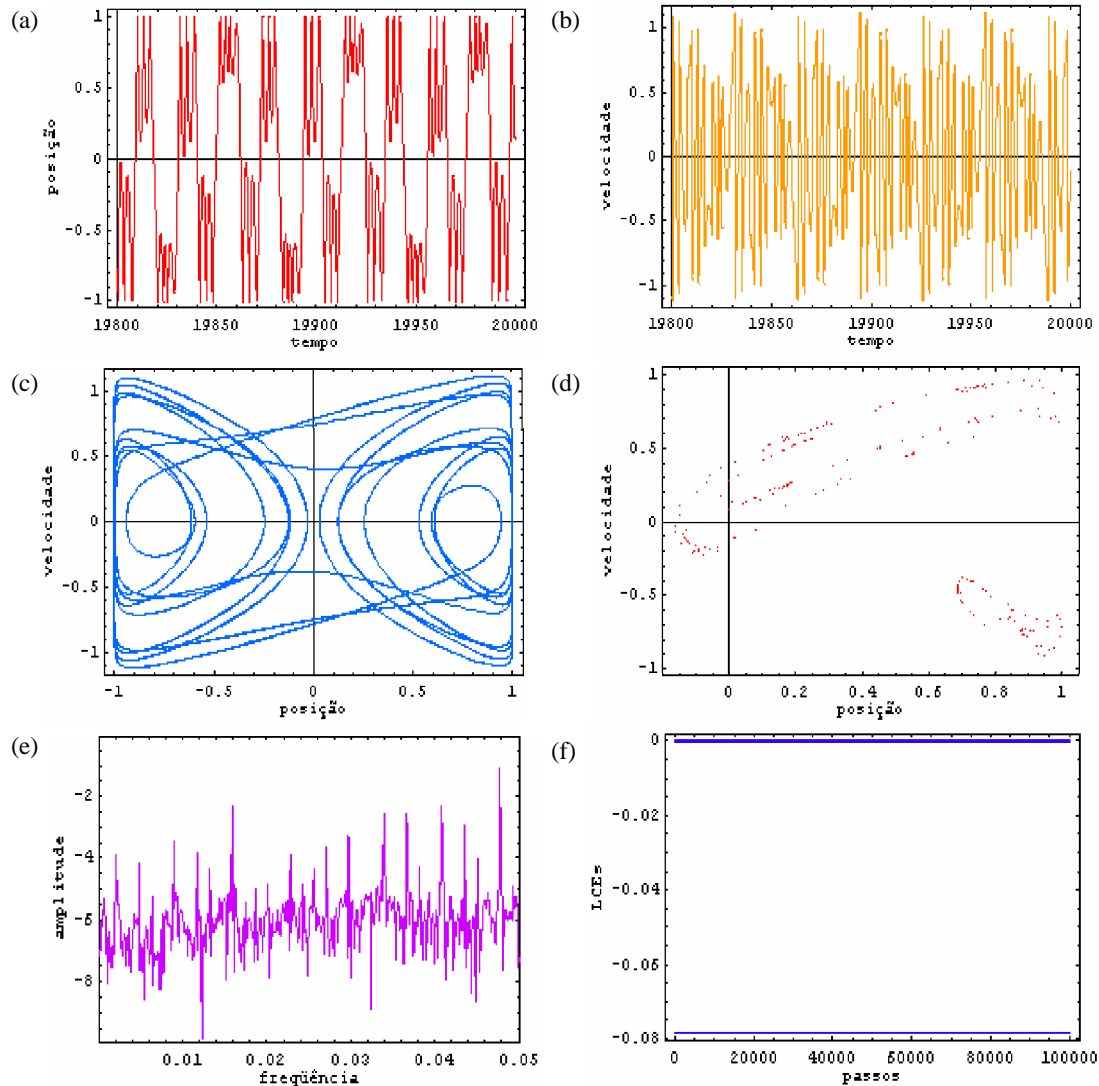 (a)
1
0.5
0
-0.5
-1
posição
19800 19850 19900 19950 20000
tempo
(b)
1
0.5
0
-0.5
-1
velocidade
19800 19850 19900 19950 20000
tempo
(c)
1
0.5
0
-0.5
-1
velocidade
-1 -0.5 0 0.5 1
posição
(d)
1
0.5
0
-0.5
-1
velocidade
0 0.2 0.4 0.6 0.8 1
posição
(e)
-2
-4
-6
-8
amplitude
0.01 0.02 0.03 0.04 0.05
freqüência
(f)
0
-0.02
-0.04
-0.06
-0.08
LCEs
0 20000 40000 60000 80000 100000
passos